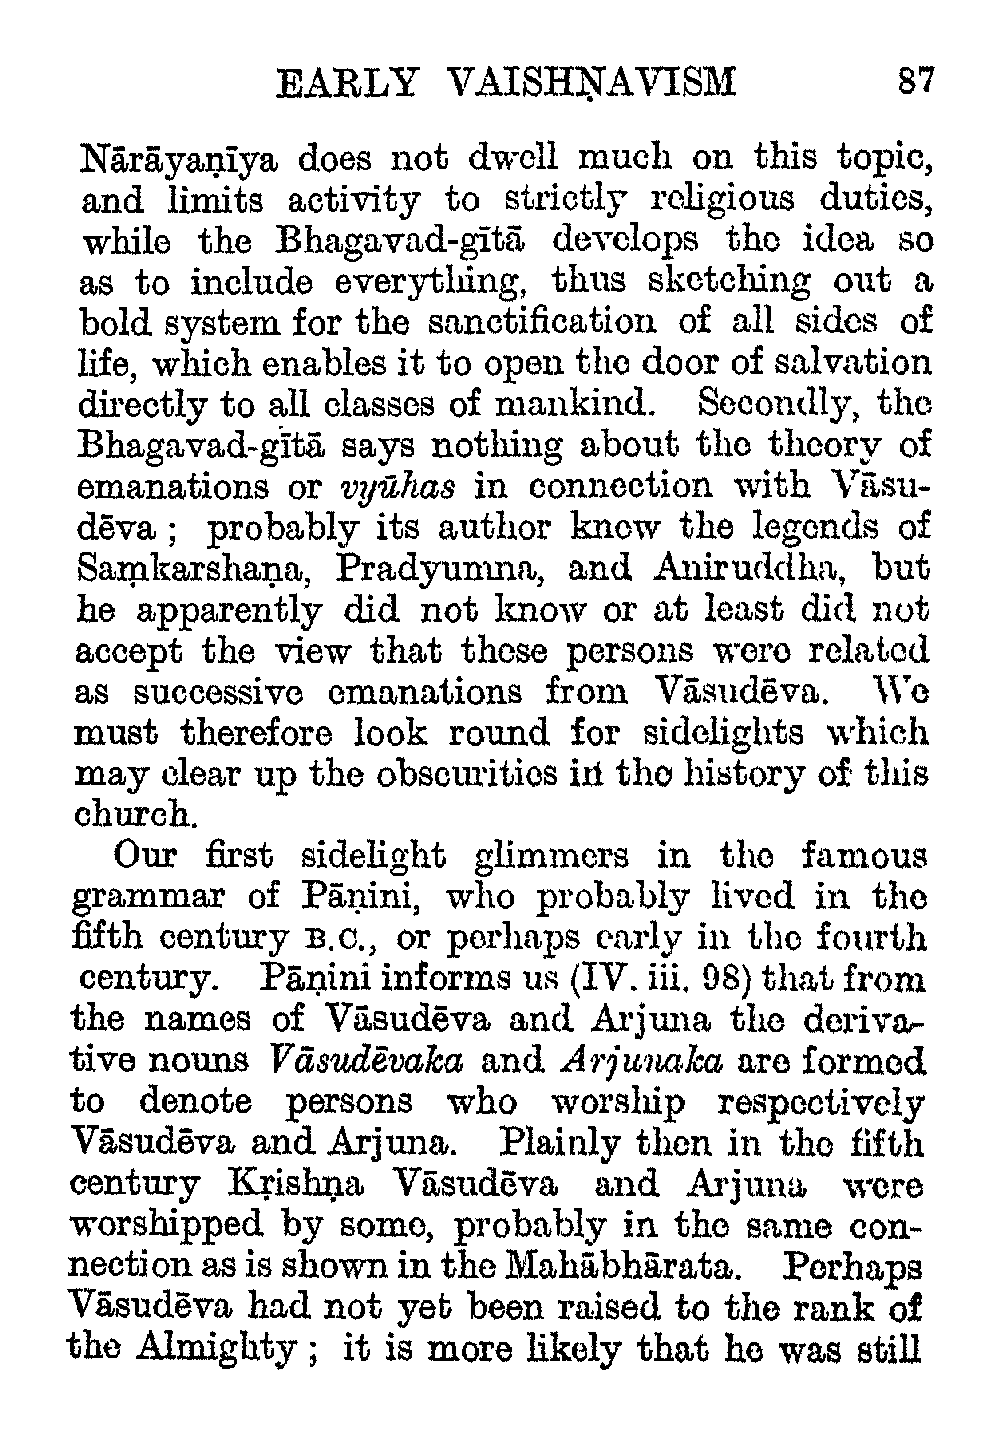 EARLY VAISHṆAVISM 87
Nārāyaṇīya does not dwell much on this topic,
and limits activity to strictly religious duties,
while the Bhagavad-gītā develops the idea so
as to include everything, thus sketching out a
bold system for the sanctification of all sides of
life, which enables it to open the door of salvation
directly to all classes of mankind. Secondly, the
Bhagavad-gītā says nothing about the theory of
emanations or vyūhas in connection with Vāsu-
dēva ; probably its author knew the legends of
Saṃkarshaṇa, Pradyumna, and Aniruddha, but
he apparently did not know or at least did not
accept the view that these persons were related
as successive emanations from Vāsudēva. We
must therefore look round for sidelights which
may clear up the obscurities in the history of this
church.
Our first sidelight glimmers in the famous
grammar of Pāṇini, who probably lived in the
fifth century B.C., or perhaps early in the fourth
century. Pāṇini informs us (IV. iii. 98) that from
the names of Vāsudēva and Arjuna the deriva-
tive nouns Vāsudēvaka and Arjunaka are formed
to denote persons who worship respectively
Vāsudēva and Arjuna. Plainly then in the fifth
century Kṛishṇa Vāsudēva and Arjuna were
worshipped by some, probably in the same con-
nection as is shown in the Mahābhārata. Perhaps
Vāsudēva had not yet been raised to the rank of
the Almighty ; it is more likely that he was still